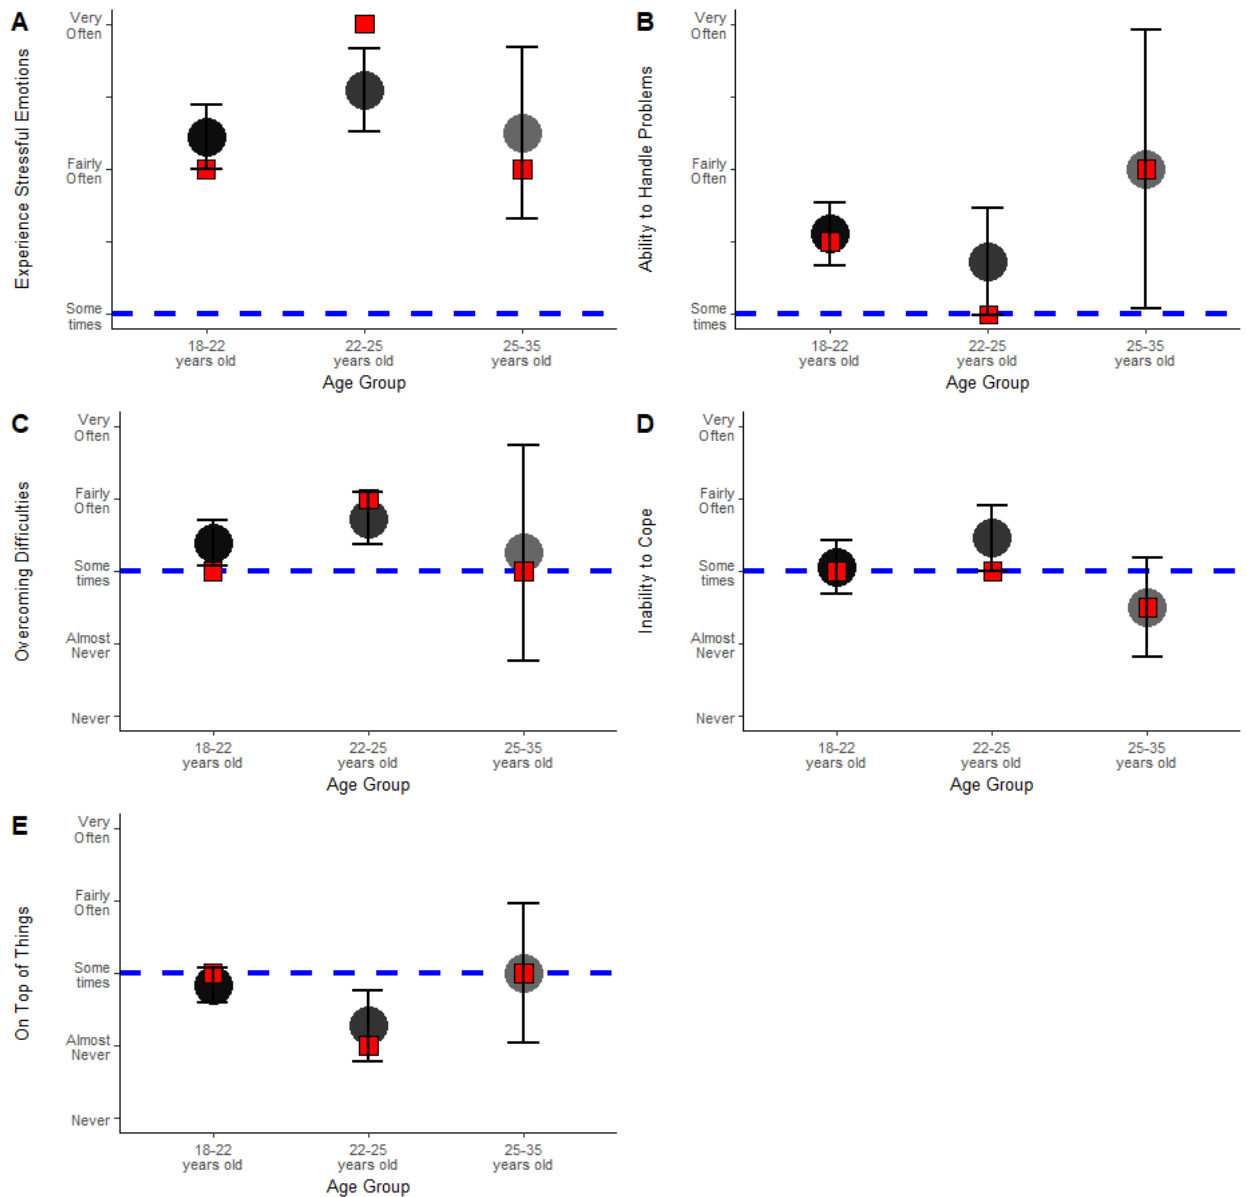 A
Experience Stressful Emotions
Very
Often
Fairly
Often
Some
times
18-22
years old
22-25
years old
25-35
years old
Age Group
B
Ability to Handle Problems
Very
Often
Fairly
Often
Some
times
18-22
years old
22-25
years old
25-35
years old
Age Group
C
Overcoming Difficulties
Very
Often
Fairly
Often
Some
times
Almost
Never
Never
18-22
years old
22-25
years old
25-35
years old
Age Group
D
Inability to Cope
Very
Often
Fairly
Often
Some
times
Almost
Never
Never
18-22
years old
22-25
years old
25-35
years old
Age Group
E
On Top of Things
Very
Often
Fairly
Often
Some
times
Almost
Never
Never
18-22
years old
22-25
years old
25-35
years old
Age Group